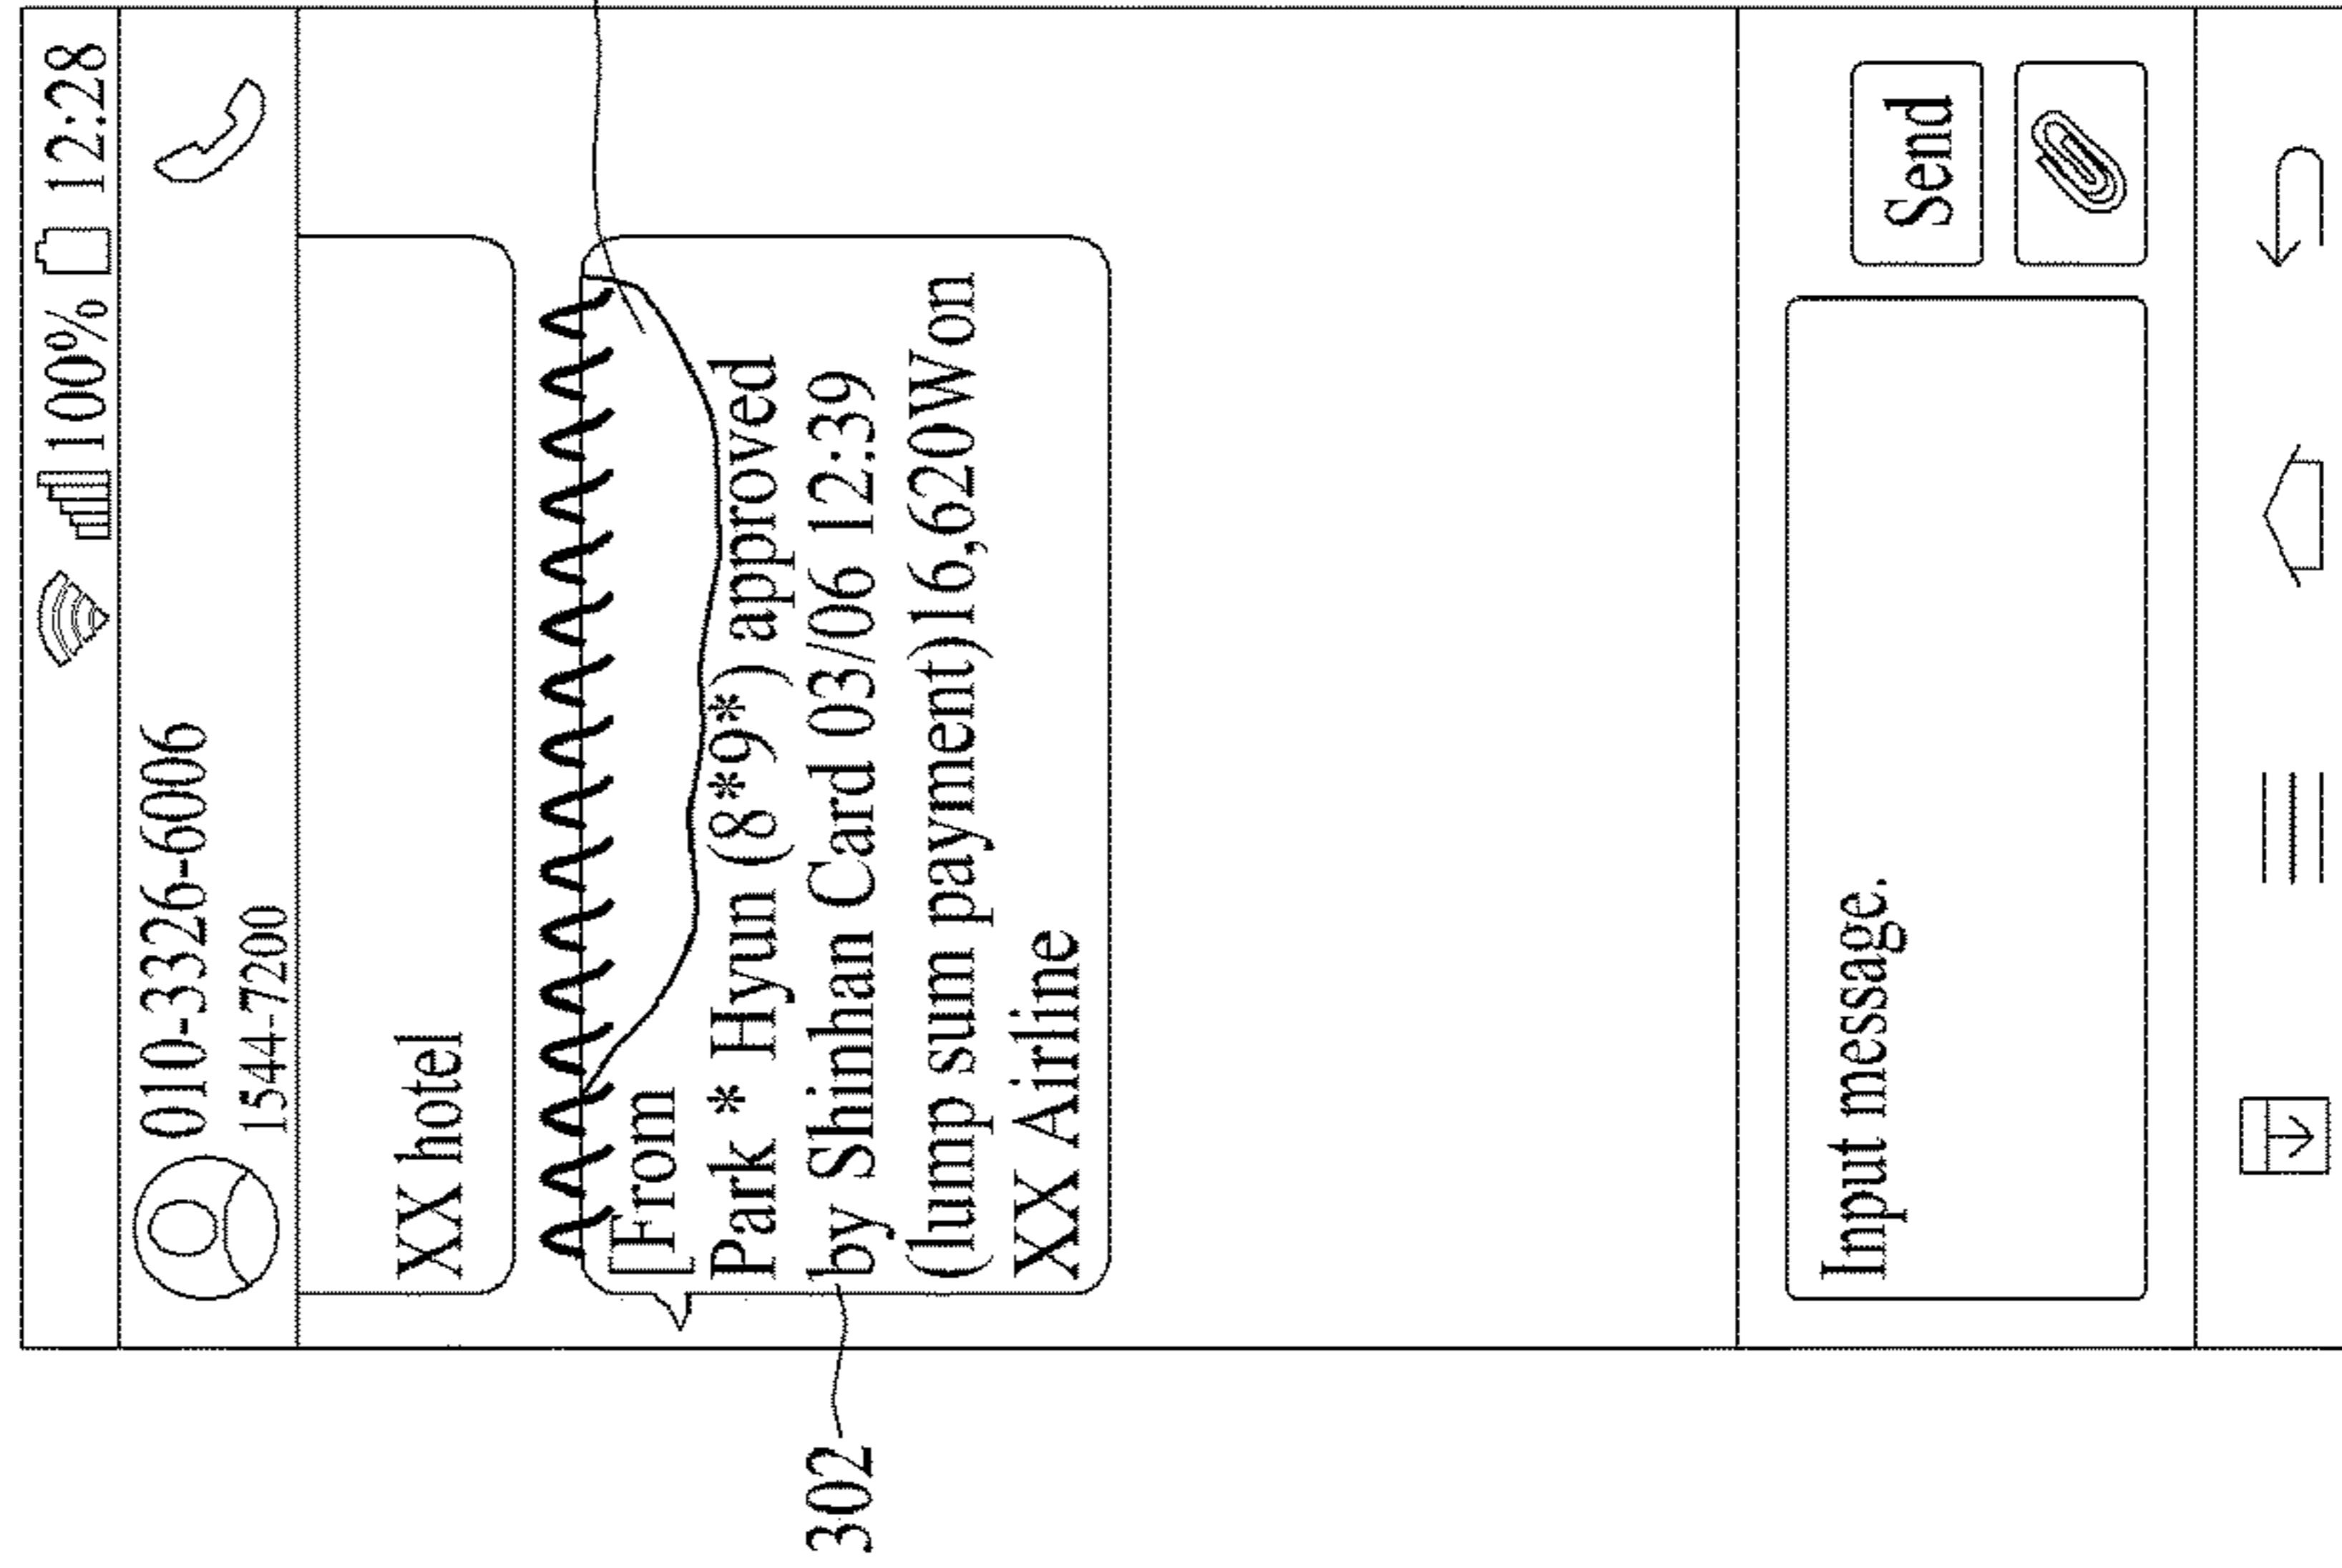 100% 12:28
010-3326-6006
1544-7200
XX hotel
[From
Park * Hyun (8*9*) approved
by Shinhan Card 03/06 12:39
(lump sum payment)16,620Won
XX Airline
302
Input message.
Send